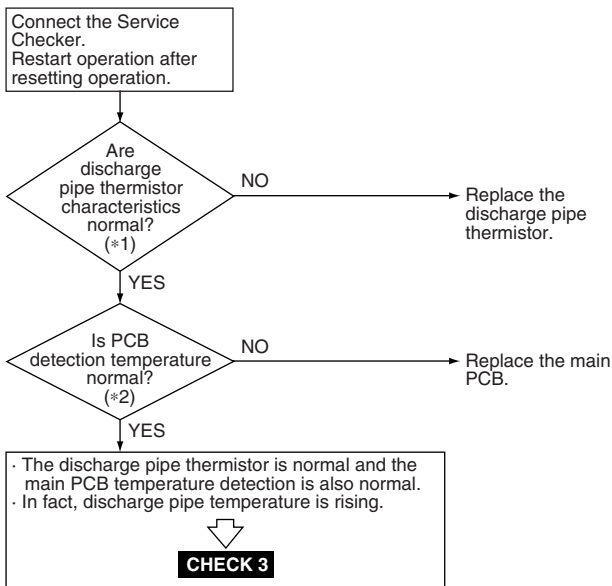 Connect the Service
Checker.
Restart operation after
resetting operation.
Are
discharge
pipe thermistor
characteristics
normal?
(*1)
NO
Replace the
discharge pipe
thermistor.
YES
Is PCB
detection temperature
normal?
(*2)
NO
Replace the main
PCB.
YES
· The discharge pipe thermistor is normal and the
main PCB temperature detection is also normal.
· In fact, discharge pipe temperature is rising.
CHECK 3